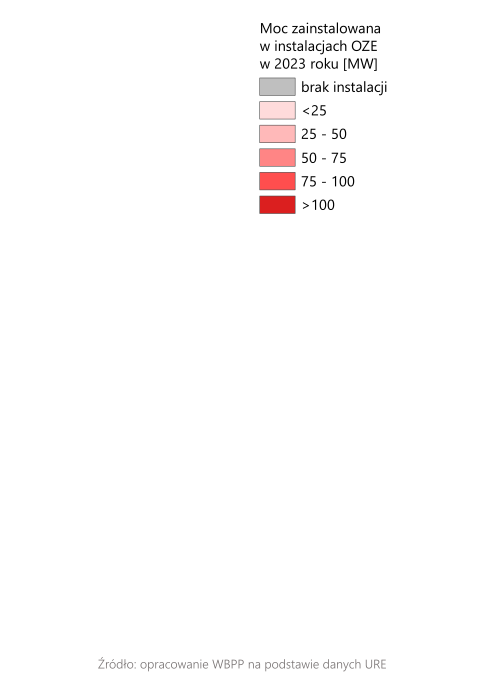 Moc zainstalowana
w instalacjach OZE
w 2023 roku [MW]
brak instalacji
<25
25 - 50
50 - 75
75 - 100
>100
Źródło: opracowanie WBPP na podstawie danych URE